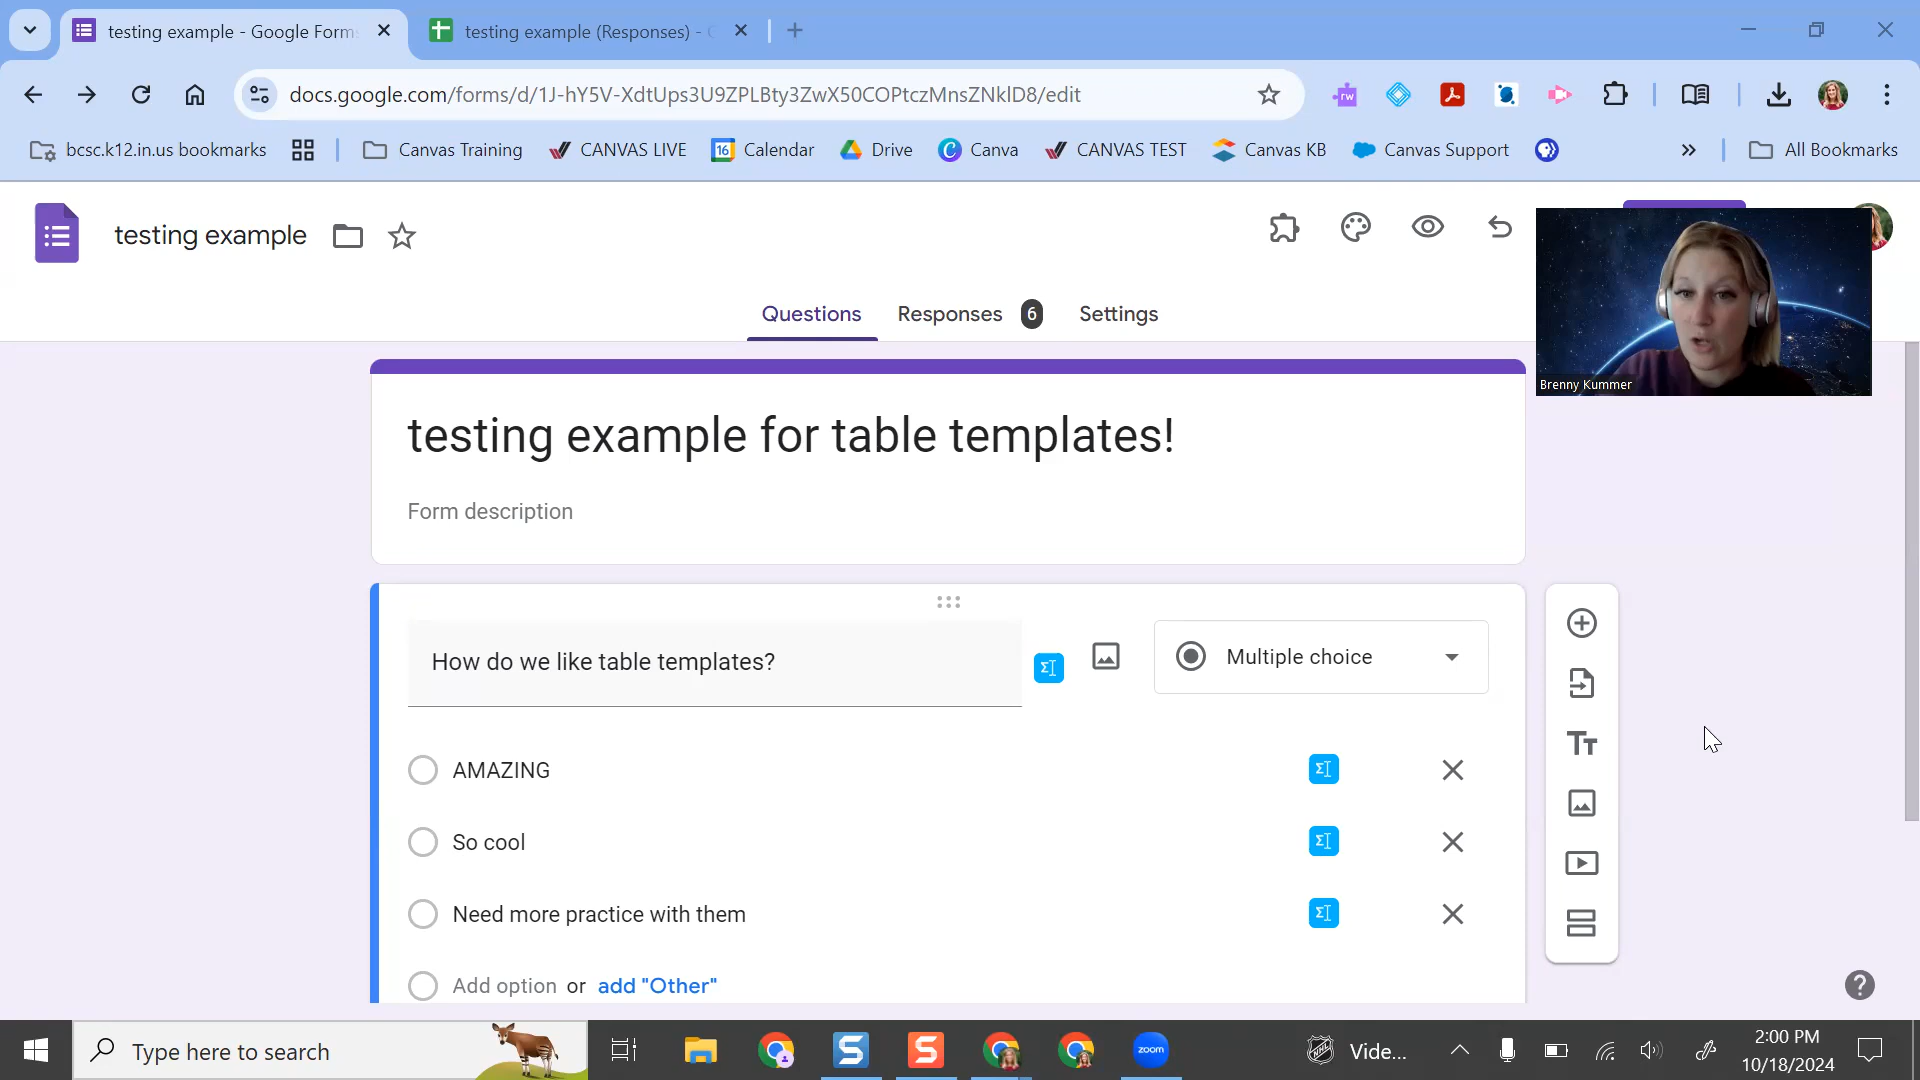 testing example - Google Form
testing example (Responses) -
docs.google.com/forms/d/1J-hY5V-XdtUps3U9ZPLBty3ZwX50COPtczMnsZNklD8/edit
rw
bcsc.k12.in.us bookmarks
Canvas Training
CANVAS LIVE
16
Calendar
Drive
Canva
CANVAS TEST
Canvas KB
Canvas Support
All Bookmarks
testing example
Questions
Responses 6
Settings
Brenny Kummer
testing example for table templates!
Form description
How do we like table templates?
Multiple choice
AMAZING
So cool
Need more practice with them
Add option or add "Other"
Type here to search
zoom
Vide...
2:00 PM
10/18/2024